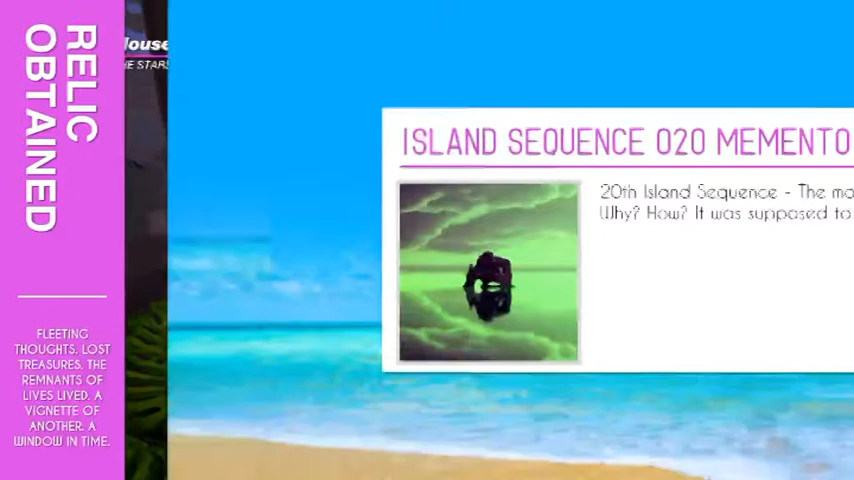 RELIC
OBTAINED
FLEETING
THOUGHTS. LOST
TREASURES. THE
REMNANTS OF
LIVES LIVED. A
VIGNETTE OF
ANOTHER. A
WINDOW IN TIME.
ISLAND SEQUENCE 020 MEMENTO
20th Island Sequence - The
Why? How? It was supposed to